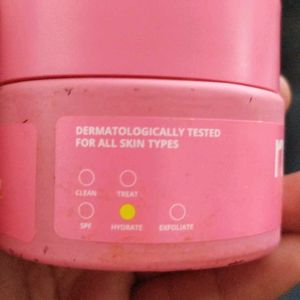 DERMATOLOGICALLY TESTED
FOR ALL SKIN TYPES
CLEAN TREAT
SPF HYDRATE EXFOLIATE